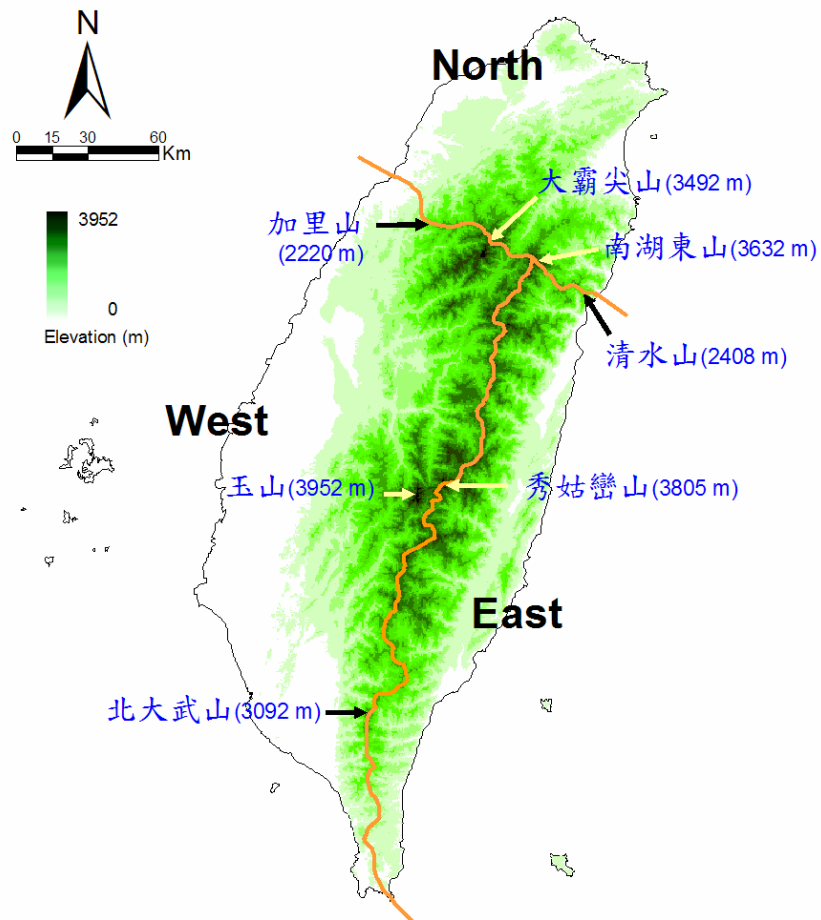 N
North
0 15 30 60
Km
大霸尖山(3492 m)
3952
加里山
(2220 m)
南湖東山(3632 m)
0
Elevation (m)
清水山(2408 m)
West
玉山(3952 m)
秀姑巒山(3805 m)
East
北大武山(3092 m)